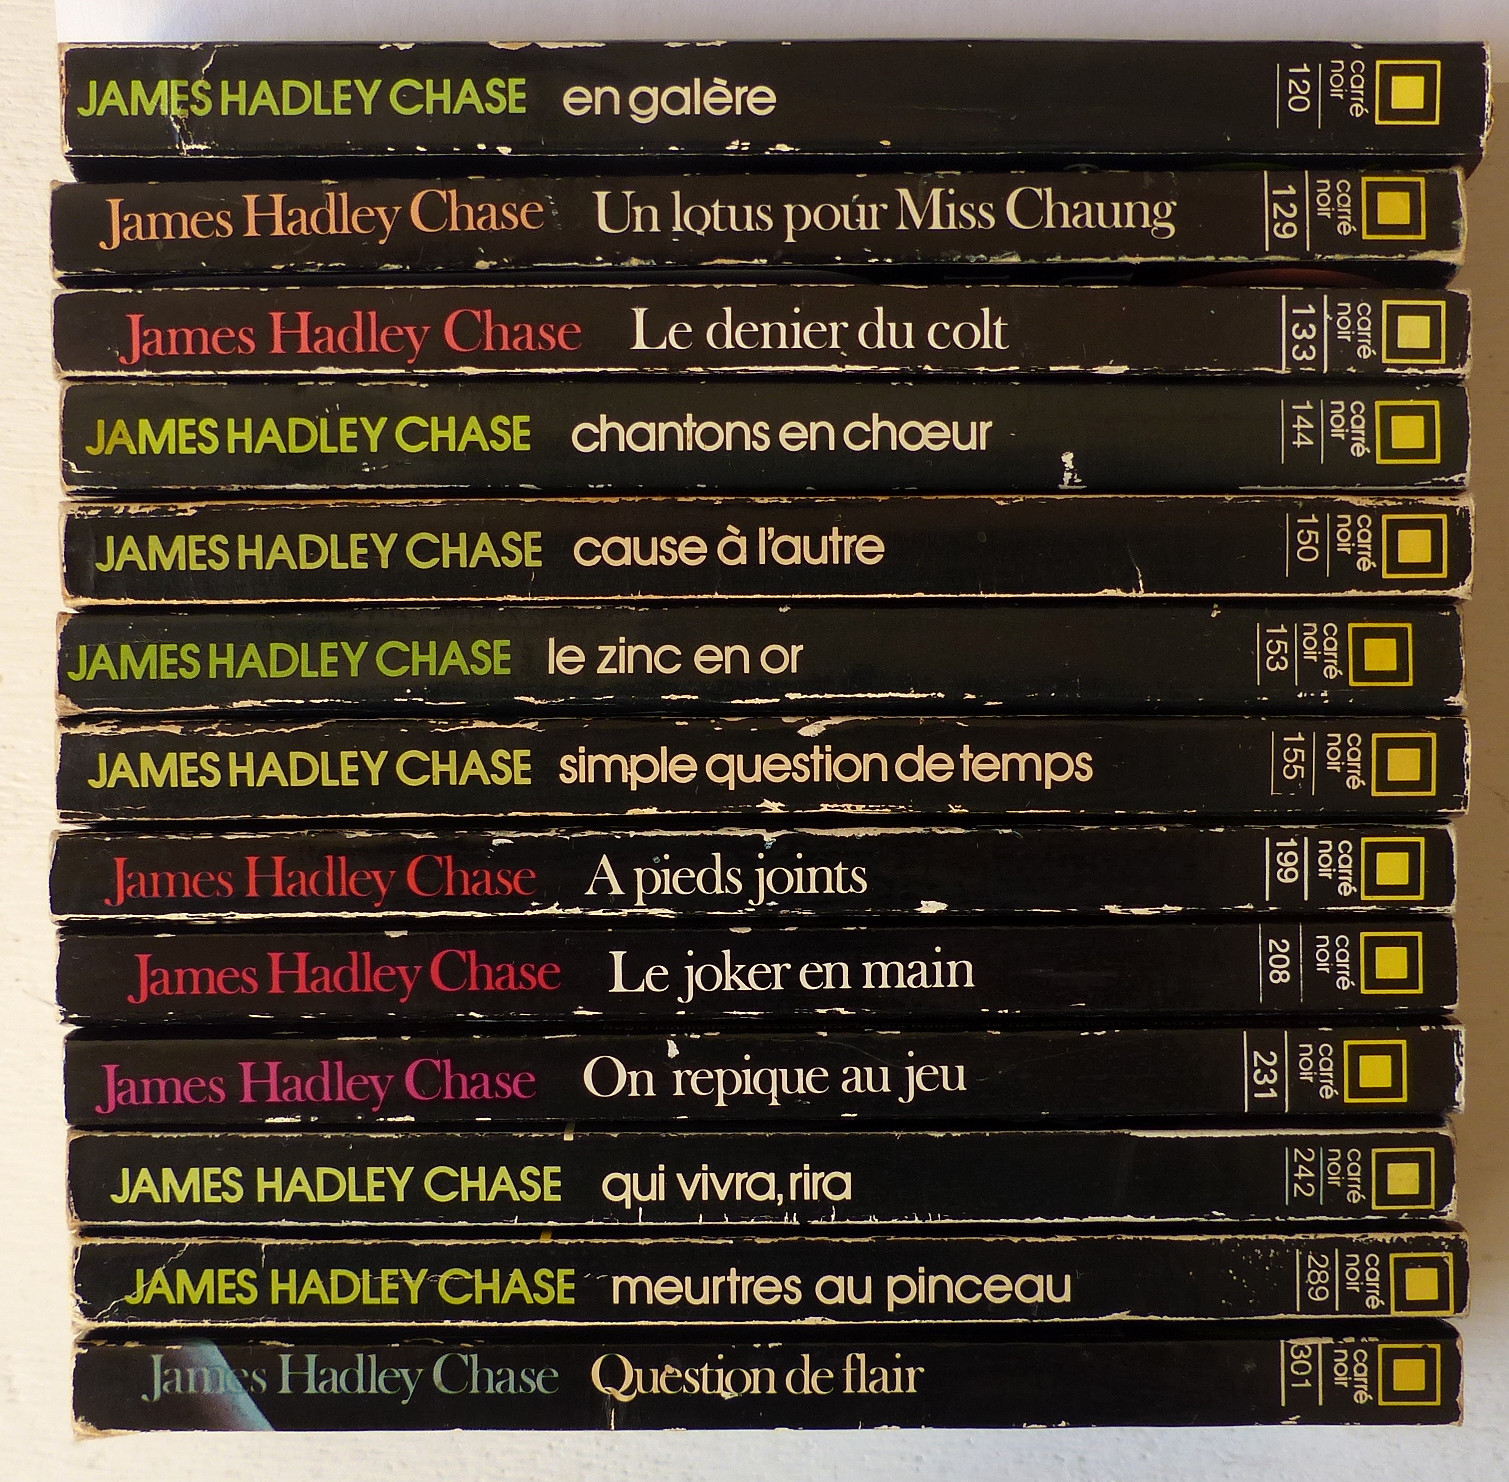 JAMES HADLEY CHASE en galère 120 carré noir
James Hadley Chase Un lotus pour Miss Chaung 129 carré noir
James Hadley Chase Le denier du colt 133 carré noir
JAMES HADLEY CHASE chantons en chœur 144 carré noir
JAMES HADLEY CHASE cause à l'autre 150 carré noir
JAMES HADLEY CHASE le zinc en or 153 carré noir
JAMES HADLEY CHASE simple question de temps 155 carré noir
James Hadley Chase A pieds joints 199 carré noir
James Hadley Chase Le joker en main 208 carré noir
James Hadley Chase On repique au jeu 231 carré noir
JAMES HADLEY CHASE qui vivra, rira 242 carré noir
JAMES HADLEY CHASE meurtres au pinceau 289 carré noir
James Hadley Chase Question de flair 301 carré noir